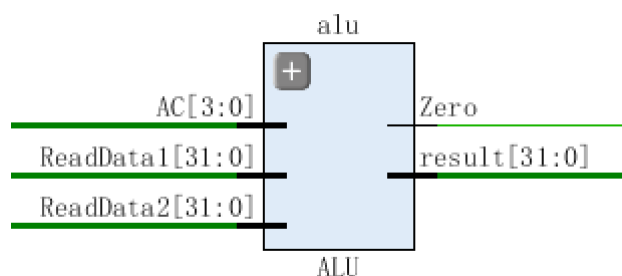 alu
AC[3:0]
Zero
ReadData1[31:0]
result[31:0]
ReadData2[31:0]
ALU